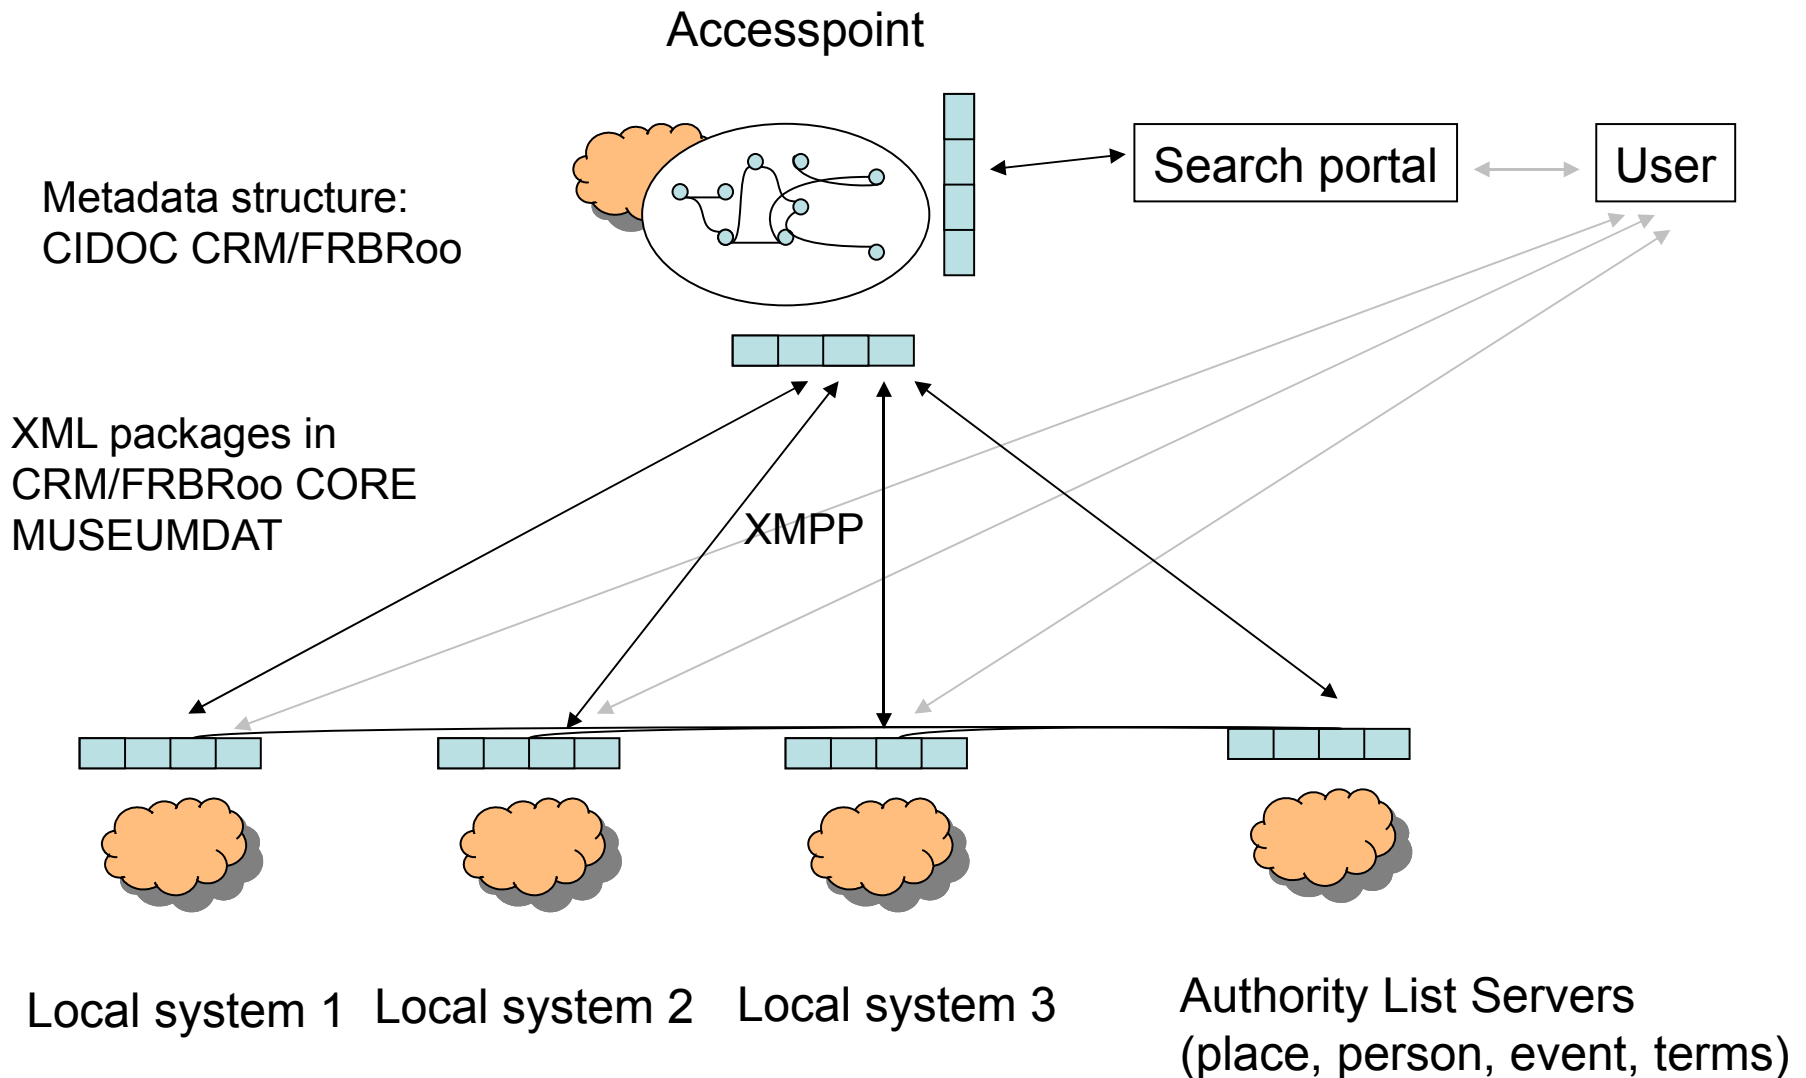 Accesspoint
Search portal
User
Metadata structure:
CIDOC CRM/FRBRoo
XML packages in
CRM/FRBRoo CORE
MUSEUMDAT
XMPP
Local system 1
Local system 2
Local system 3
Authority List Servers
(place, person, event, terms)